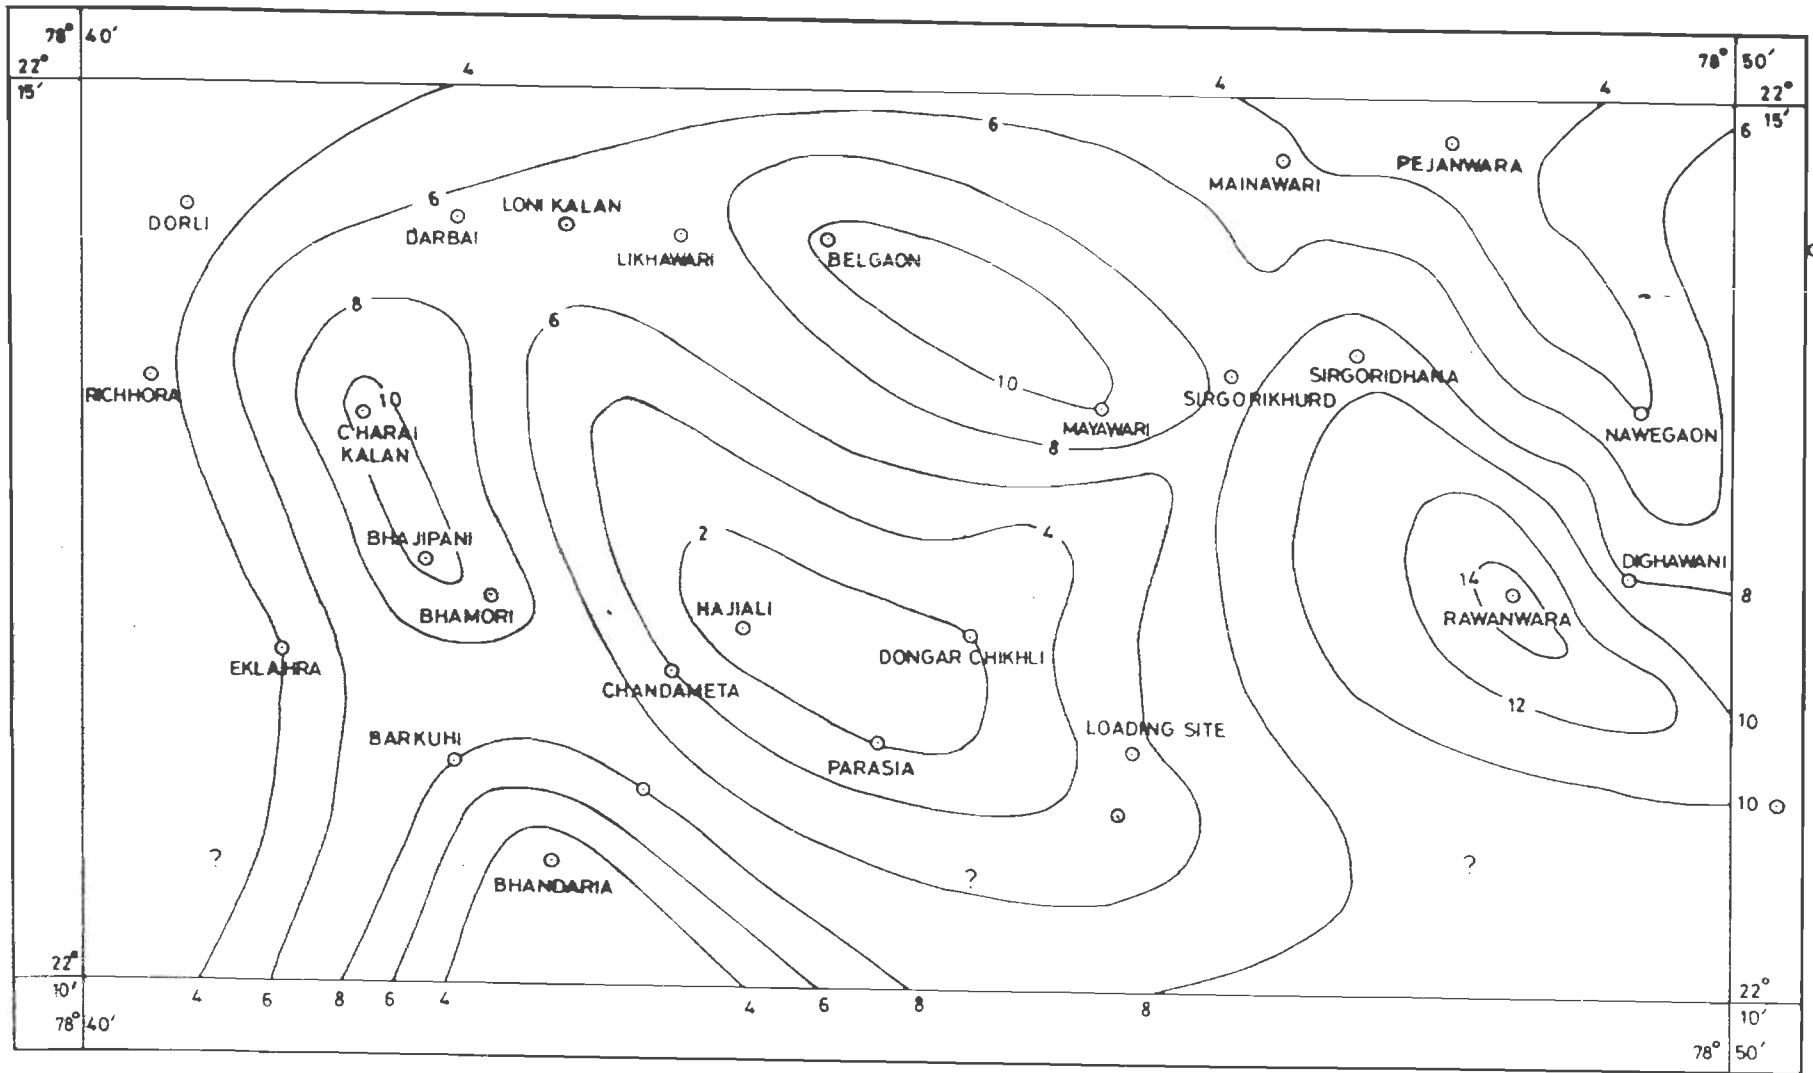 78° 40′
22°
15′
4
4
4
78° 50′
22°
15′
6
6
PEJANWARA
MAINAWARI
DORLI
6
DARBAI
LONI KALAN
LIKHAWARI
BELGAON
8
6
RICHHORA
10
CHARAI
KALAN
10
MAYAWARI
8
SIRGORIKHURD
SIRGORIDHANA
NAWEGAON
BHAJIPANI
2
4
DIGHAWANI
14
8
BHAMORI
HAJIALI
RAWANWARA
EKLAHRA
CHANDAMETA
DONGAR CHIKHLI
12
10
BARKUHI
LOADING SITE
PARASIA
10
?
?
?
BHANDARIA
22°
10′
4
6
8
6
4
4
6
8
8
22°
10′
78° 40′
78° 50′